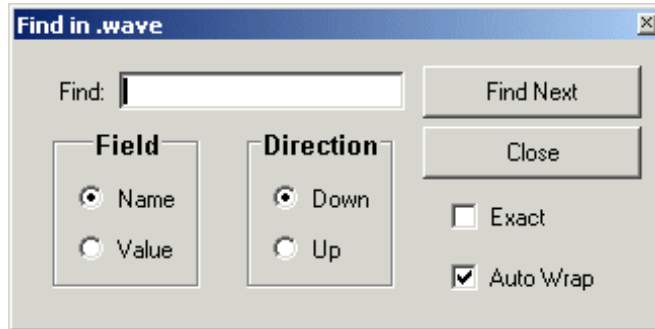 Find in .wave
Find:
Find Next
Close
Field
Name
Value
Direction
Down
Up
Exact
Auto Wrap